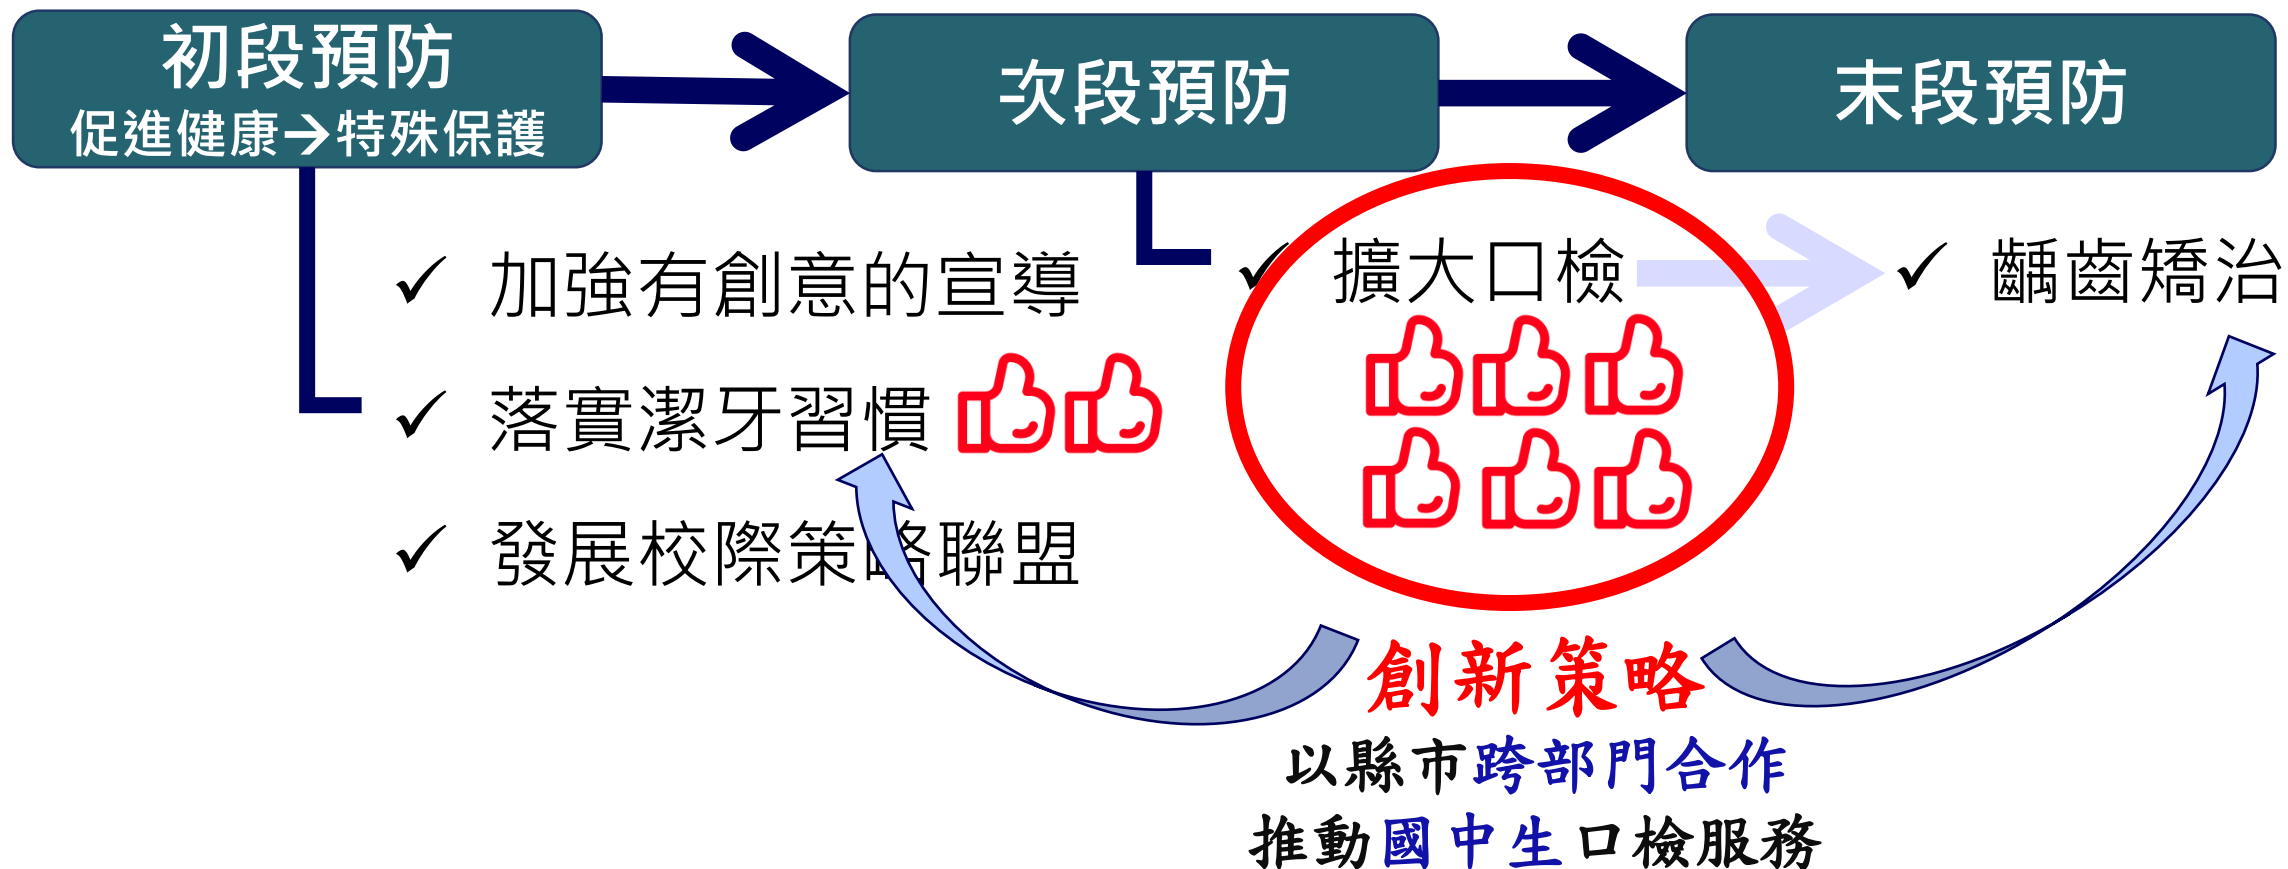 初段預防
促進健康→特殊保護
次段預防
末段預防
✓ 加強有創意的宣導
✓ 落實潔牙習慣
✓ 發展校際策略聯盟
✓ 擴大口檢
✓ 齲齒矯治
創新策略
以縣市跨部門合作
推動國中生口檢服務